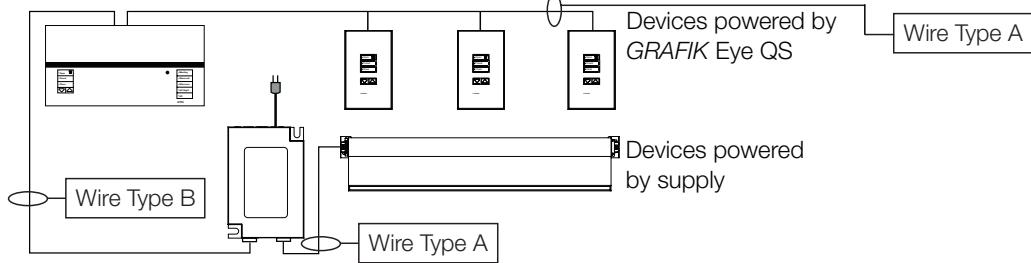 Devices powered by
GRAFIK Eye QS
Wire Type A
Devices powered
by supply
Wire Type B
Wire Type A